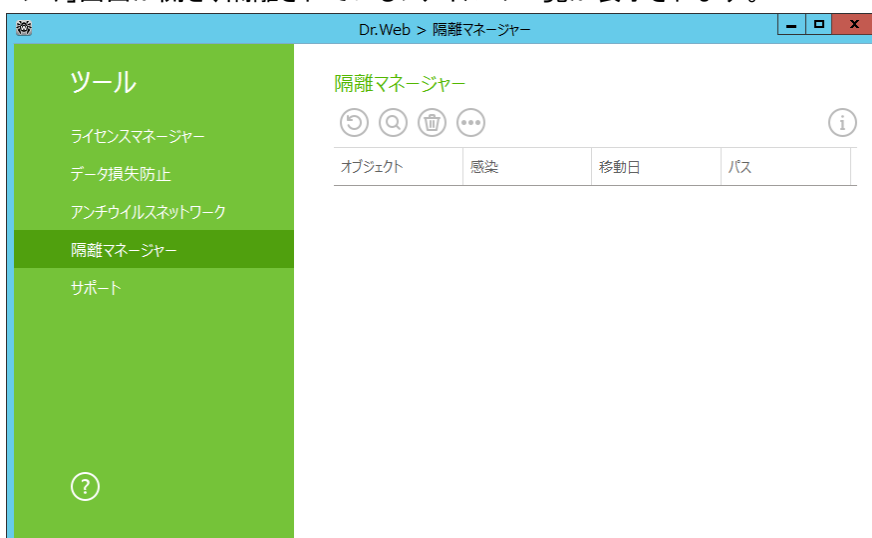 Dr.Web > 隔離マネージャー
ツール
ライセンスマネージャー
データ損失防止
アンチウイルスネットワーク
隔離マネージャー
サポート
?
隔離マネージャー
i
オブジェクト 感染 移動日 パス